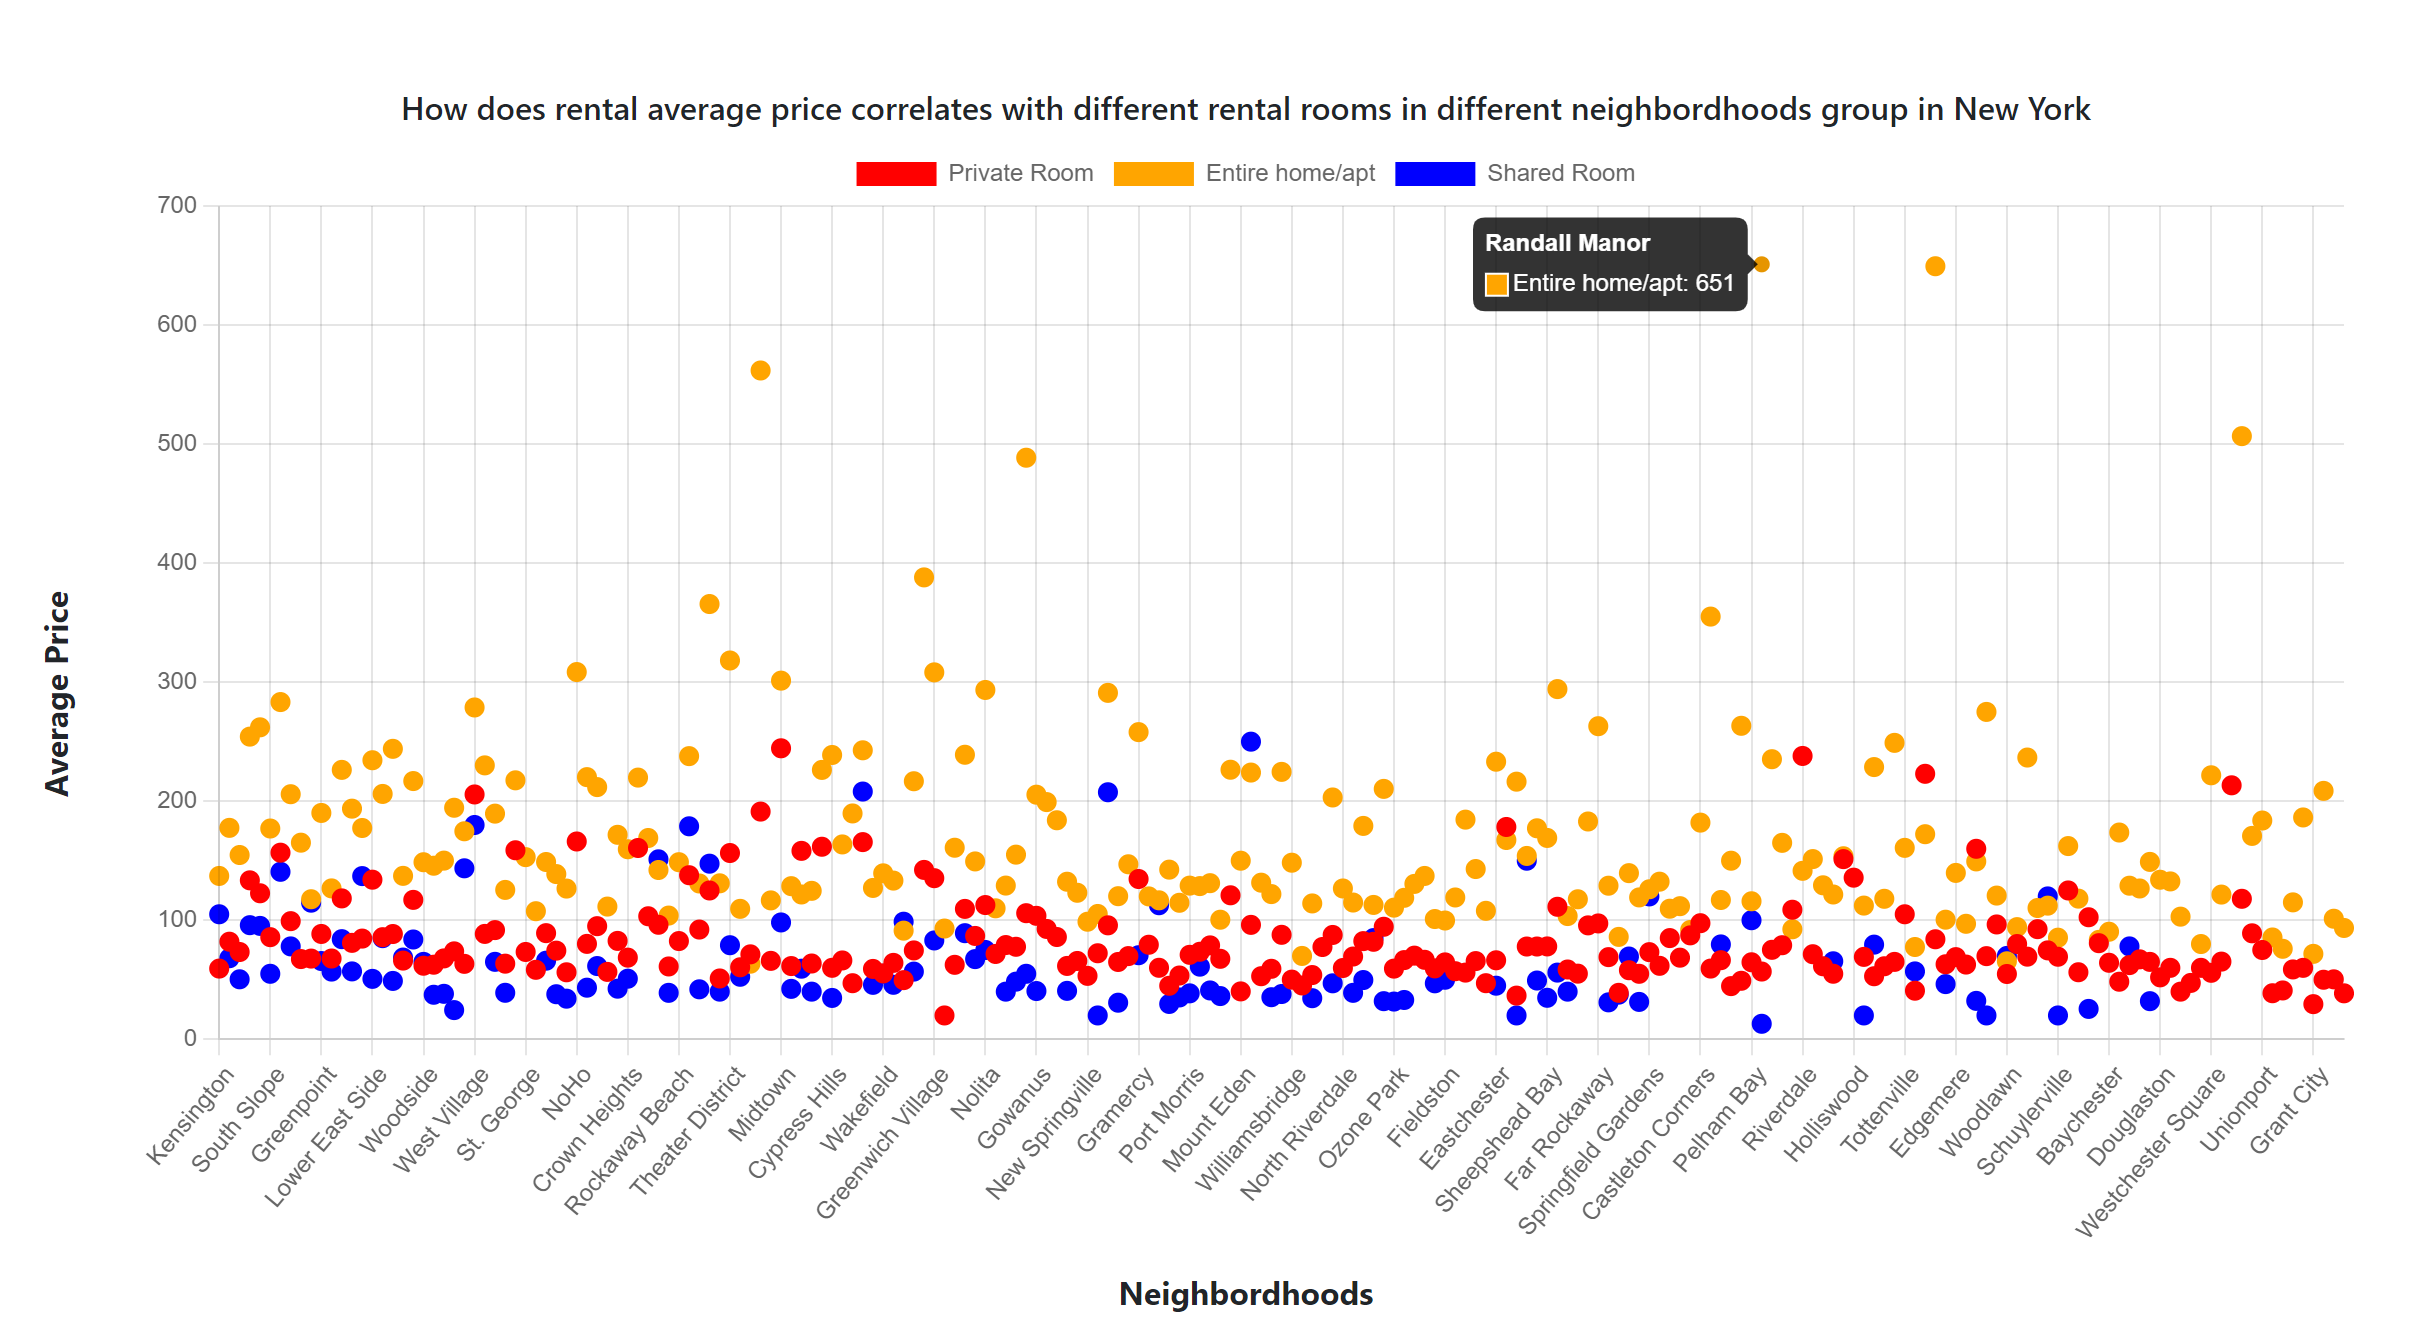 How does rental average price correlates with different rental rooms in different neighbordhoods group in New York
Private Room
Entire home/apt
Shared Room
700
600
500
400
300
200
100
0
Average Price
Randall Manor
Entire home/apt: 651
Kensington
South Slope
Greenpoint
Lower East Side
Woodside
West Village
St. George
NoHo
Crown Heights
Rockaway Beach
Theater District
Midtown
Cypress Hills
Wakefield
Greenwich Village
Nolita
Gowanus
New Springville
Gramercy
Port Morris
Mount Eden
Williamsbridge
North Riverdale
Ozone Park
Fieldston
Eastchester
Sheepshead Bay
Far Rockaway
Springfield Gardens
Castleton Corners
Pelham Bay
Riverdale
Holliswood
Tottenville
Edgemere
Woodlawn
Schuylerville
Baychester
Douglaston
Westchester Square
Unionport
Grant City
Neighbordhoods